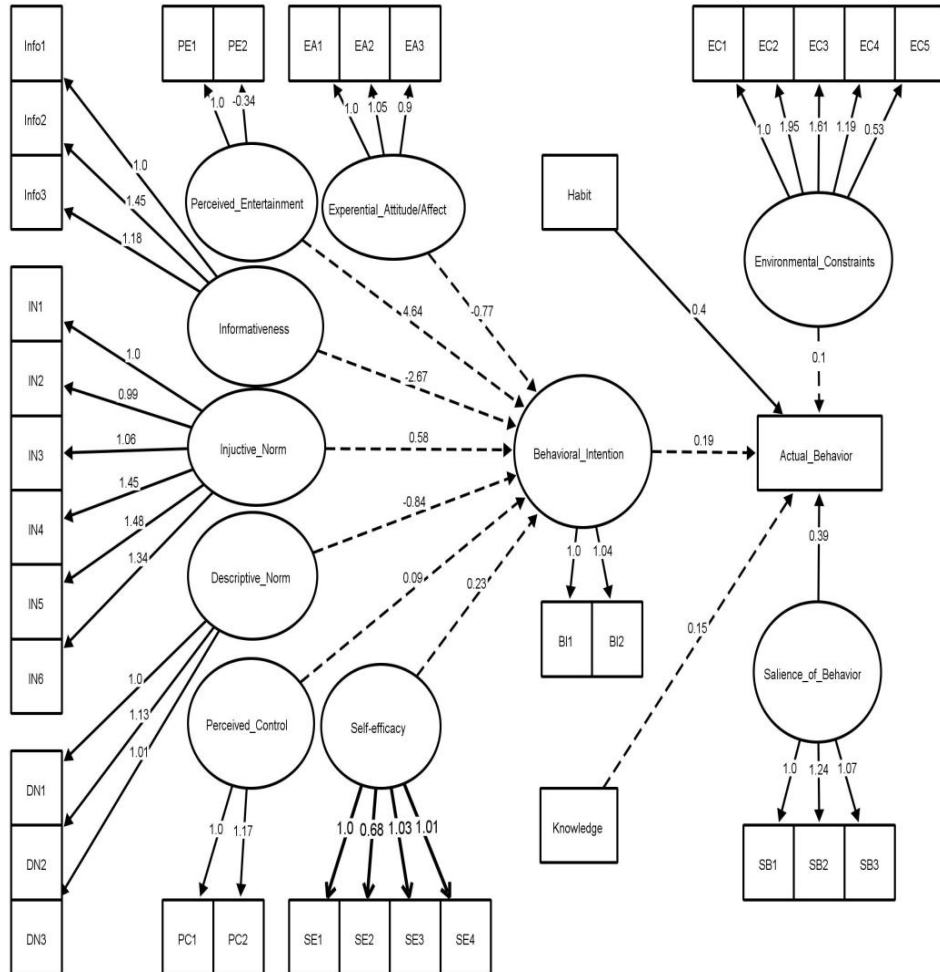 Info1
Info2
Info3
PE1 PE2
EA1 EA2 EA3
EC1 EC2 EC3 EC4 EC5
1.0 -0.34
1.0 1.05 0.9
1.0 1.95 1.61 1.19 0.53
1.0
1.45
1.18
Perceived_Entertainment
Experential_Attitude/Affect
Habit
Environmental_Constraints
IN1
IN2
IN3
IN4
IN5
IN6
Informativeness
4.64
-0.77
0.4
0.1
-2.67
1.0
0.99
1.06
1.45
1.48
1.34
Injuctive_Norm
0.58
Behavioral_Intention
0.19
Actual_Behavior
-0.84
Descriptive_Norm
0.09
0.23
1.0 1.04
BI1 BI2
0.39
0.15
1.0
1.13
1.01
Perceived_Control
Self-efficacy
Salience_of_Behavior
DN1
DN2
DN3
1.0 1.17
1.0 0.68 1.03 1.01
Knowledge
1.0 1.24 1.07
SB1 SB2 SB3
PC1 PC2
SE1 SE2 SE3 SE4